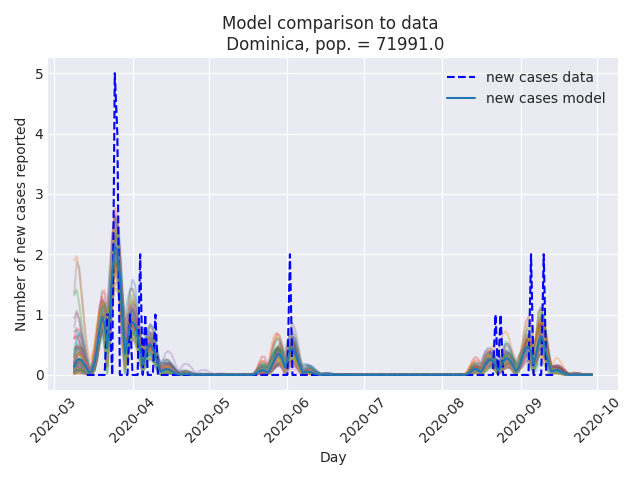 Model comparison to data
Dominica, pop. = 71991.0
new cases data
new cases model
Number of new cases reported
5
4
3
2
1
0
2020-03
2020-04
2020-05
2020-06
2020-07
2020-08
2020-09
2020-10
Day